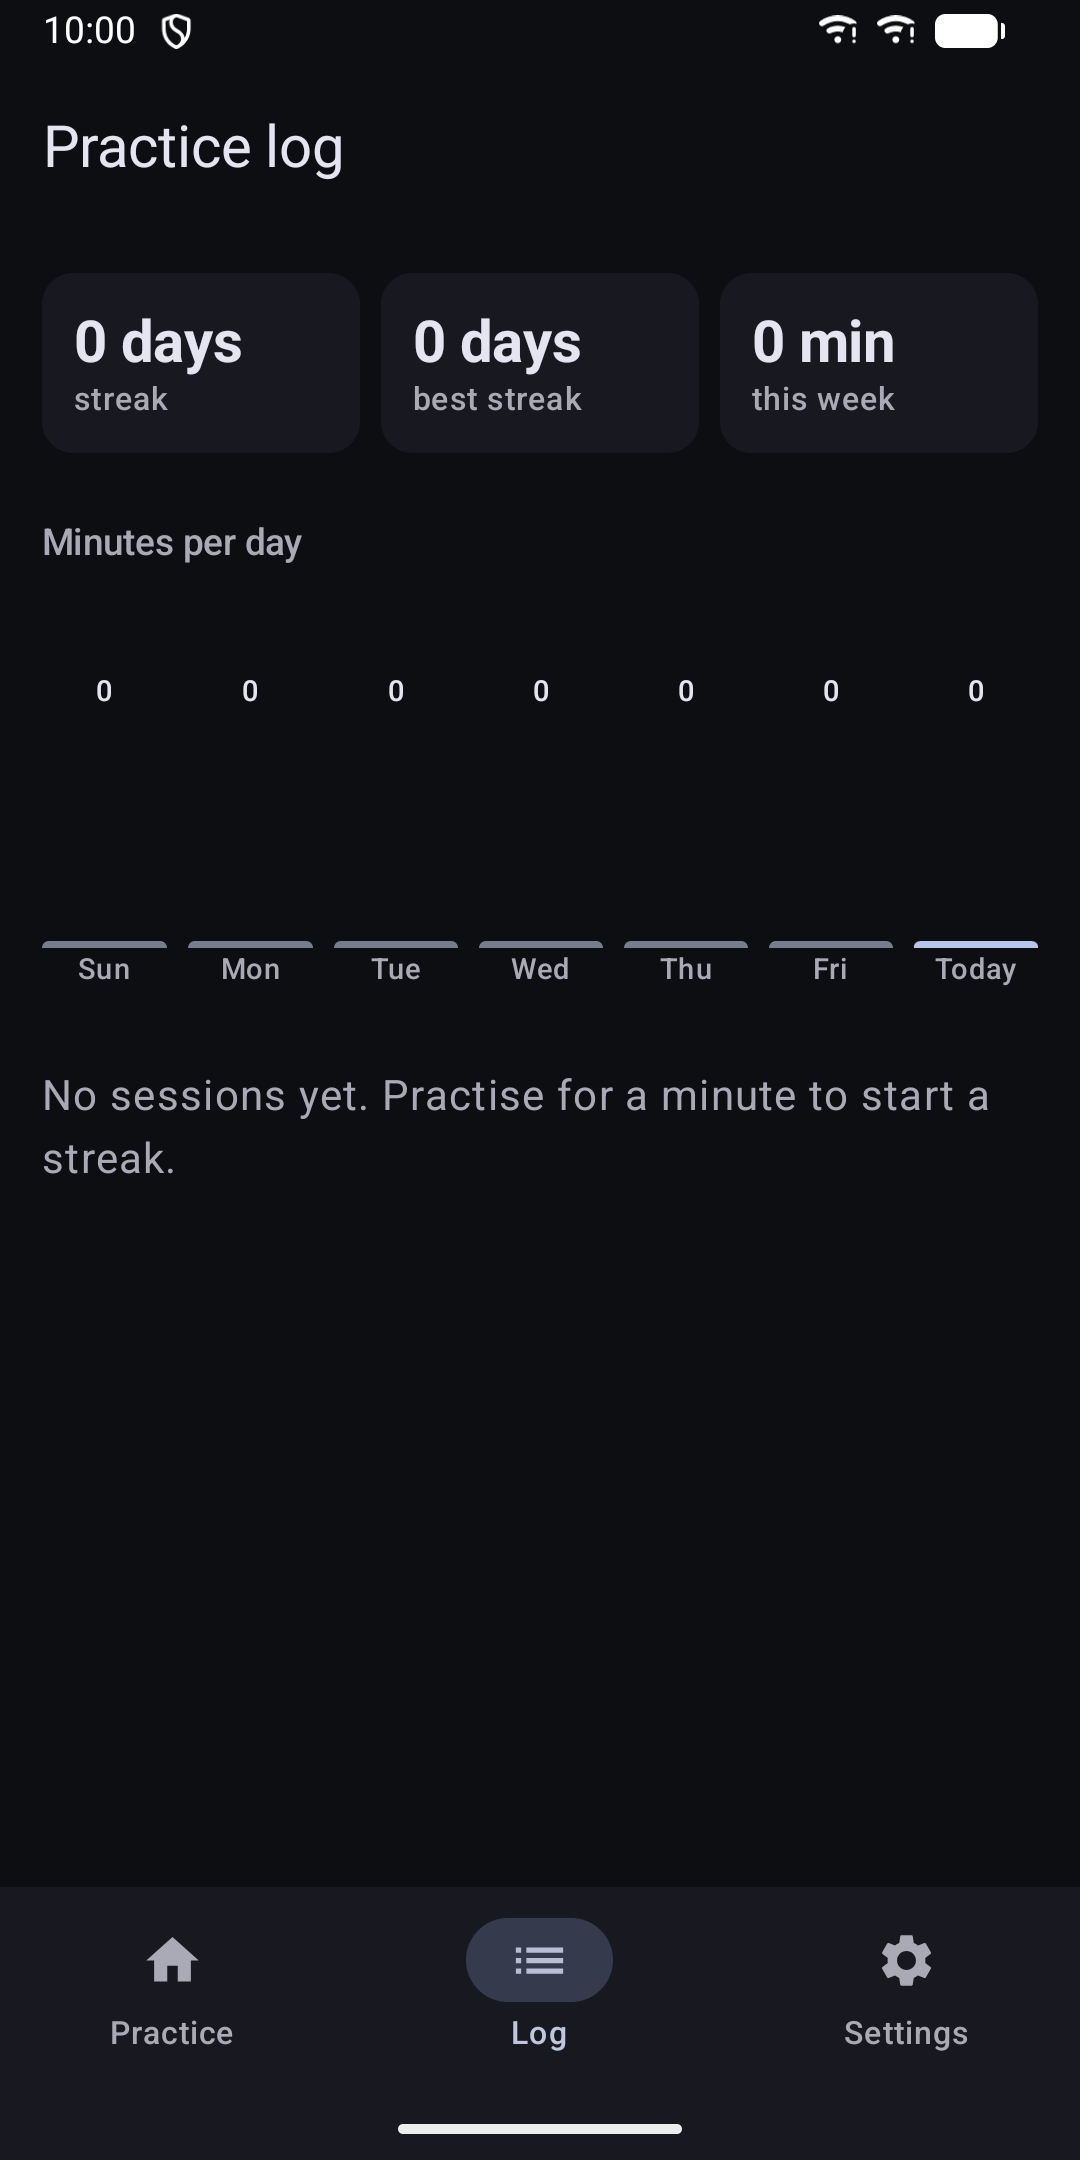 10:00
Practice log
0 days
streak
0 days
best streak
0 min
this week
Minutes per day
0 0 0 0 0 0 0
Sun Mon Tue Wed Thu Fri Today
No sessions yet. Practise for a minute to start a
streak.
Practice Log Settings